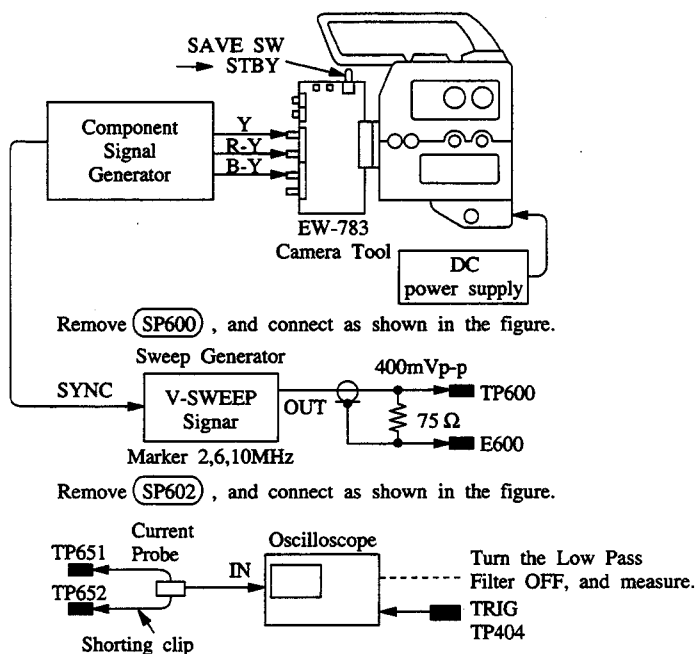 SAVE SW
→ STBY
Component
Signal
Generator
Y
R-Y
B-Y
EW-783
Camera Tool
DC
power supply
Remove SP600 , and connect as shown in the figure.
Sweep Generator
SYNC
V-SWEEP
Signar
OUT
400mVp-p
75 Ω
TP600
E600
Marker 2,6,10MHz
Remove SP602 , and connect as shown in the figure.
Current
Probe
TP651
TP652
Shorting clip
IN
Oscilloscope
Turn the Low Pass
Filter OFF, and measure.
TRIG
TP404